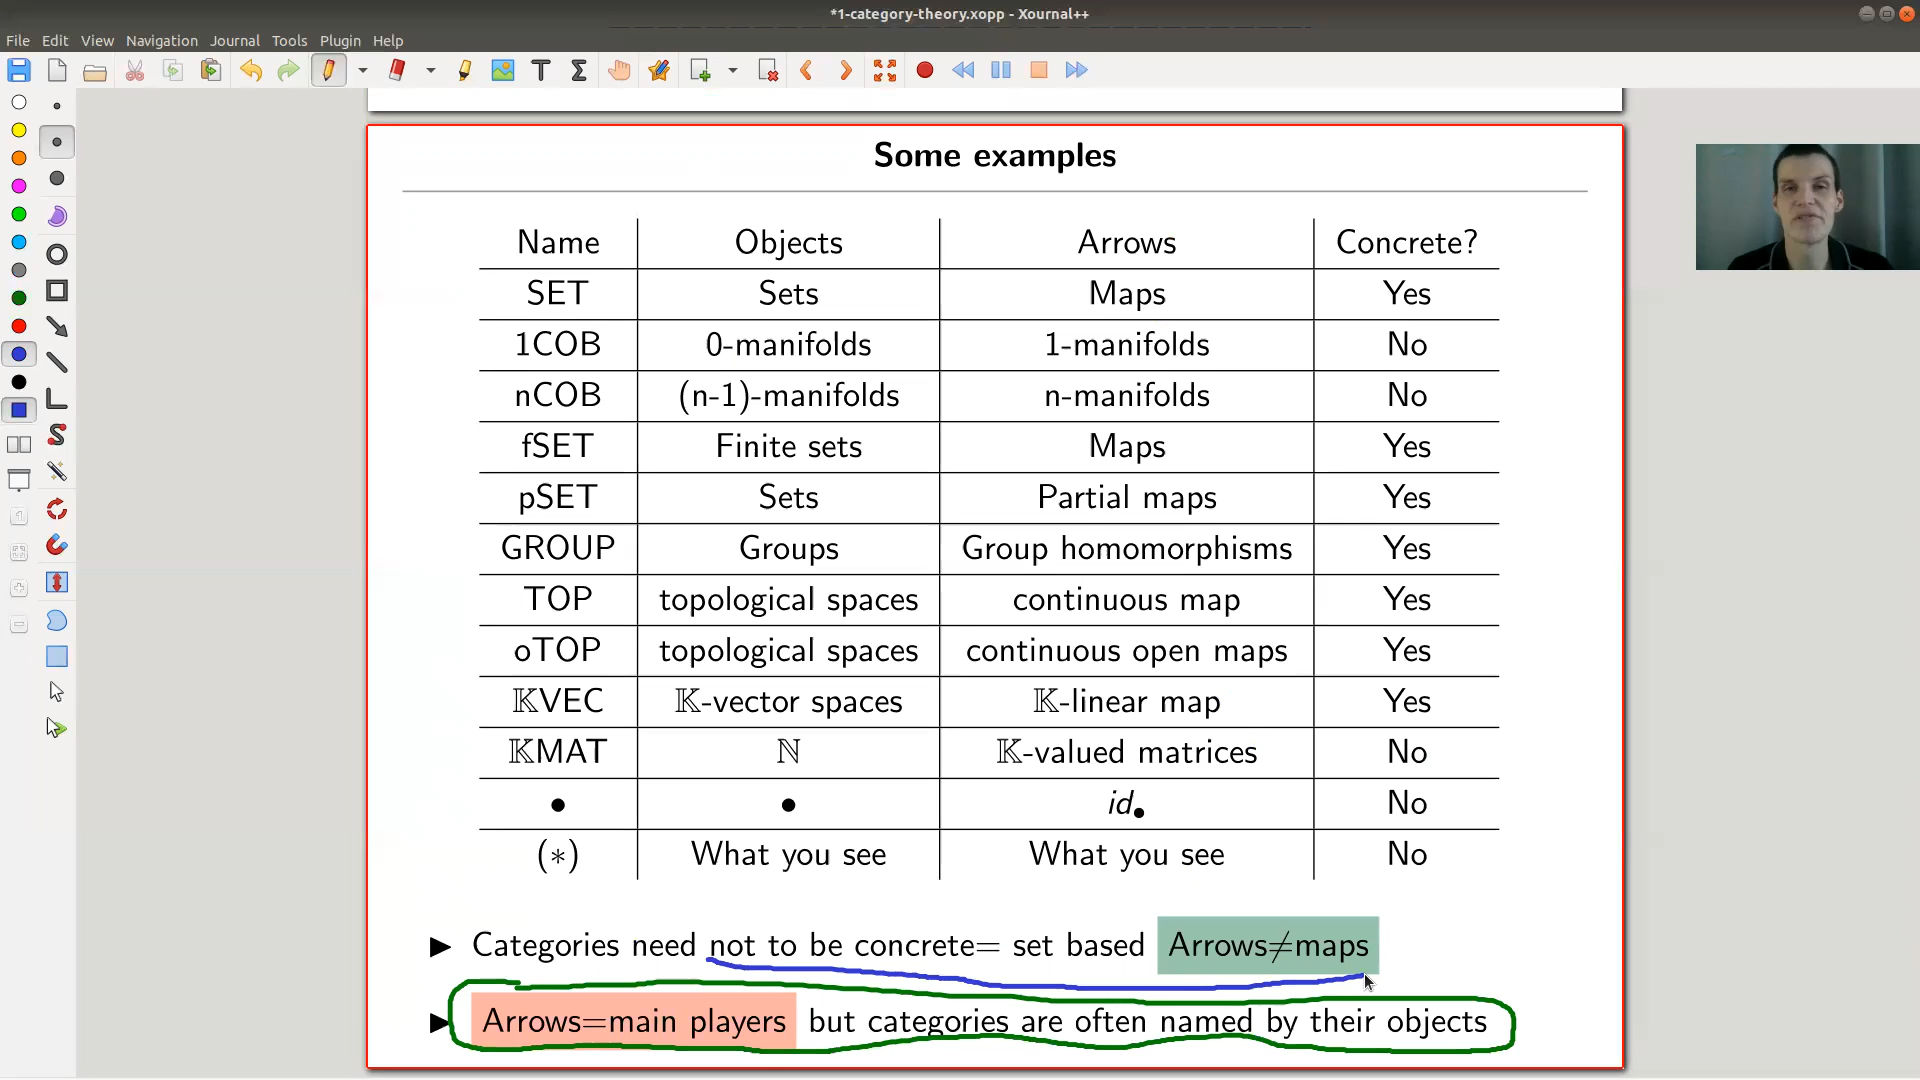 *1-category-theory.xopp - Xournal++
File Edit View Navigation Journal Tools Plugin Help
Some examples
Name Objects Arrows Concrete?
SET Sets Maps Yes
1COB 0-manifolds 1-manifolds No
nCOB (n-1)-manifolds n-manifolds No
fSET Finite sets Maps Yes
pSET Sets Partial maps Yes
GROUP Groups Group homomorphisms Yes
TOP topological spaces continuous map Yes
oTOP topological spaces continuous open maps Yes
𝕂VEC 𝕂-vector spaces 𝕂-linear map Yes
𝕂MAT ℕ 𝕂-valued matrices No
• • id• No
(∗) What you see What you see No
▶ Categories need not to be concrete= set based Arrows≠maps
▶ Arrows=main players but categories are often named by their objects